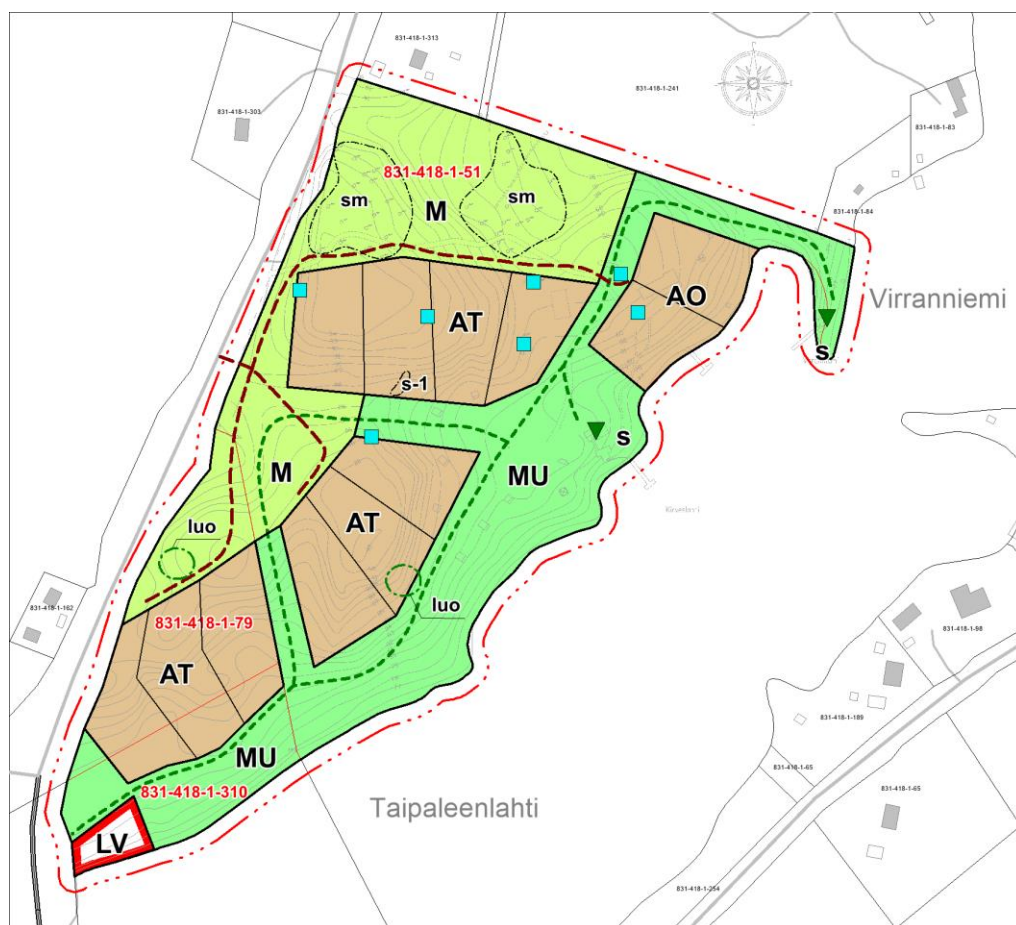 831-418-1-313
831-418-1-241
831-418-1-303
831-418-1-83
831-418-1-51
sm
sm
M
831-418-1-84
AO
Virranniemi
AT
s
s-1
s
M
MU
AT
luo
luo
831-418-1-162
831-418-1-79
831-418-1-98
AT
831-418-1-189
MU
831-418-1-65
831-418-1-310
831-418-1-65
Taipaleenlahti
LV
831-418-1-254